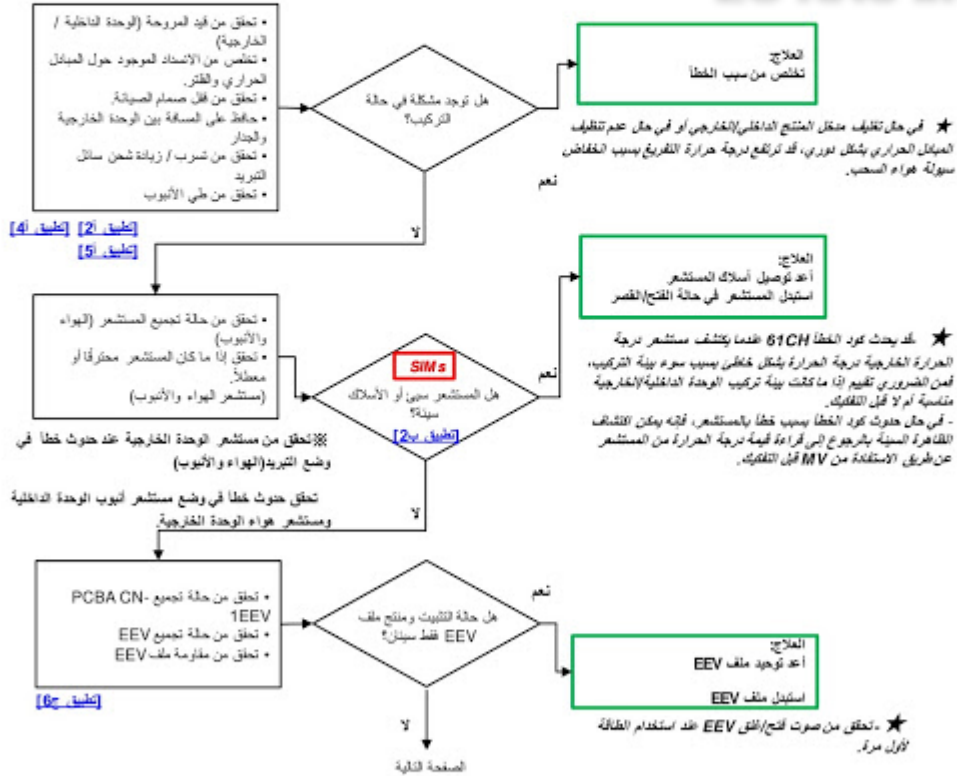 • تحقق من قيد المروحة (الوحدة الداخلية /
الخارجية)
• تخلص من الانسداد الموجود حول المبادل
الحراري والفلتر.
• تحقق من قفل صمام الصيانة.
• حافظ على المسافة بين الوحدة الخارجية
والجدار
• تحقق من تسرب / زيادة شحن سائل
التبريد
• تحقق من طي الأنبوب
هل توجد مشكلة في حالة
التركيب؟
العلاج:
تخلص من سبب الخطأ
★ في حال تغليف مدخل المنتج الداخلي/الخارجي أو في حال عدم تنظيف
المبادل الحراري بشكل دوري، قد ترتفع درجة حرارة التفريغ بسبب انخفاض
سيولة هواء السحب.
نعم
لا
[تطبيق أ2] [تطبيق أ4]
[تطبيق أ5]
• تحقق من حالة تجميع المستشعر (الهواء
والأنبوب)
• تحقق إذا ما كان المستشعر محترقًا أو
معطلاً.
(مستشعر الهواء والأنبوب)
SIMs
هل المستشعر سيئ أو الأسلاك
سيئة؟
[تطبيق ب2]
نعم
العلاج:
أعد توصيل أسلاك المستشعر
استبدل المستشعر في حالة الفتح/القصر
★ ـقد يحدث كود الخطأ 61CH عندما يكتشف مستشعر درجة
الحرارة الخارجية درجة الحرارة بشكل خاطئ بسبب سوء بيئة التركيب،
فمن الضروري تقييم إذا ما كانت بيئة تركيب الوحدة الداخلية/الخارجية
مناسبة أم لا قبل التفكيك.
- في حال حدوث كود الخطأ بسبب خطأ بالمستشعر، فإنه يمكن اكتشاف
الظاهرة السيئة بالرجوع إلى قراءة قيمة درجة الحرارة من المستشعر
عن طريق الاستفادة من MV قبل التفكيك.
※تحقق من مستشعر الوحدة الخارجية عند حدوث خطأ في
وضع التبريد(الهواء والأنبوب)
تحقق حدوث خطأ في وضع مستشعر أنبوب الوحدة الداخلية
ومستشعر هواء الوحدة الخارجية.
لا
• تحقق من حالة تجميع PCBA CN-
1EEV
• تحقق من حالة تجميع EEV
• تحقق من مقاومة ملف EEV
[تطبيق ج6]
هل حالة التثبيت ومنتج ملف
EEV فقط سيئان؟
نعم
العلاج:
أعد توحيد ملف EEV
استبدل ملف EEV
★ ـتحقق من صوت فتح/غلق EEV عند استخدام الطاقة
لأول مرة.
لا
الصفحة التالية